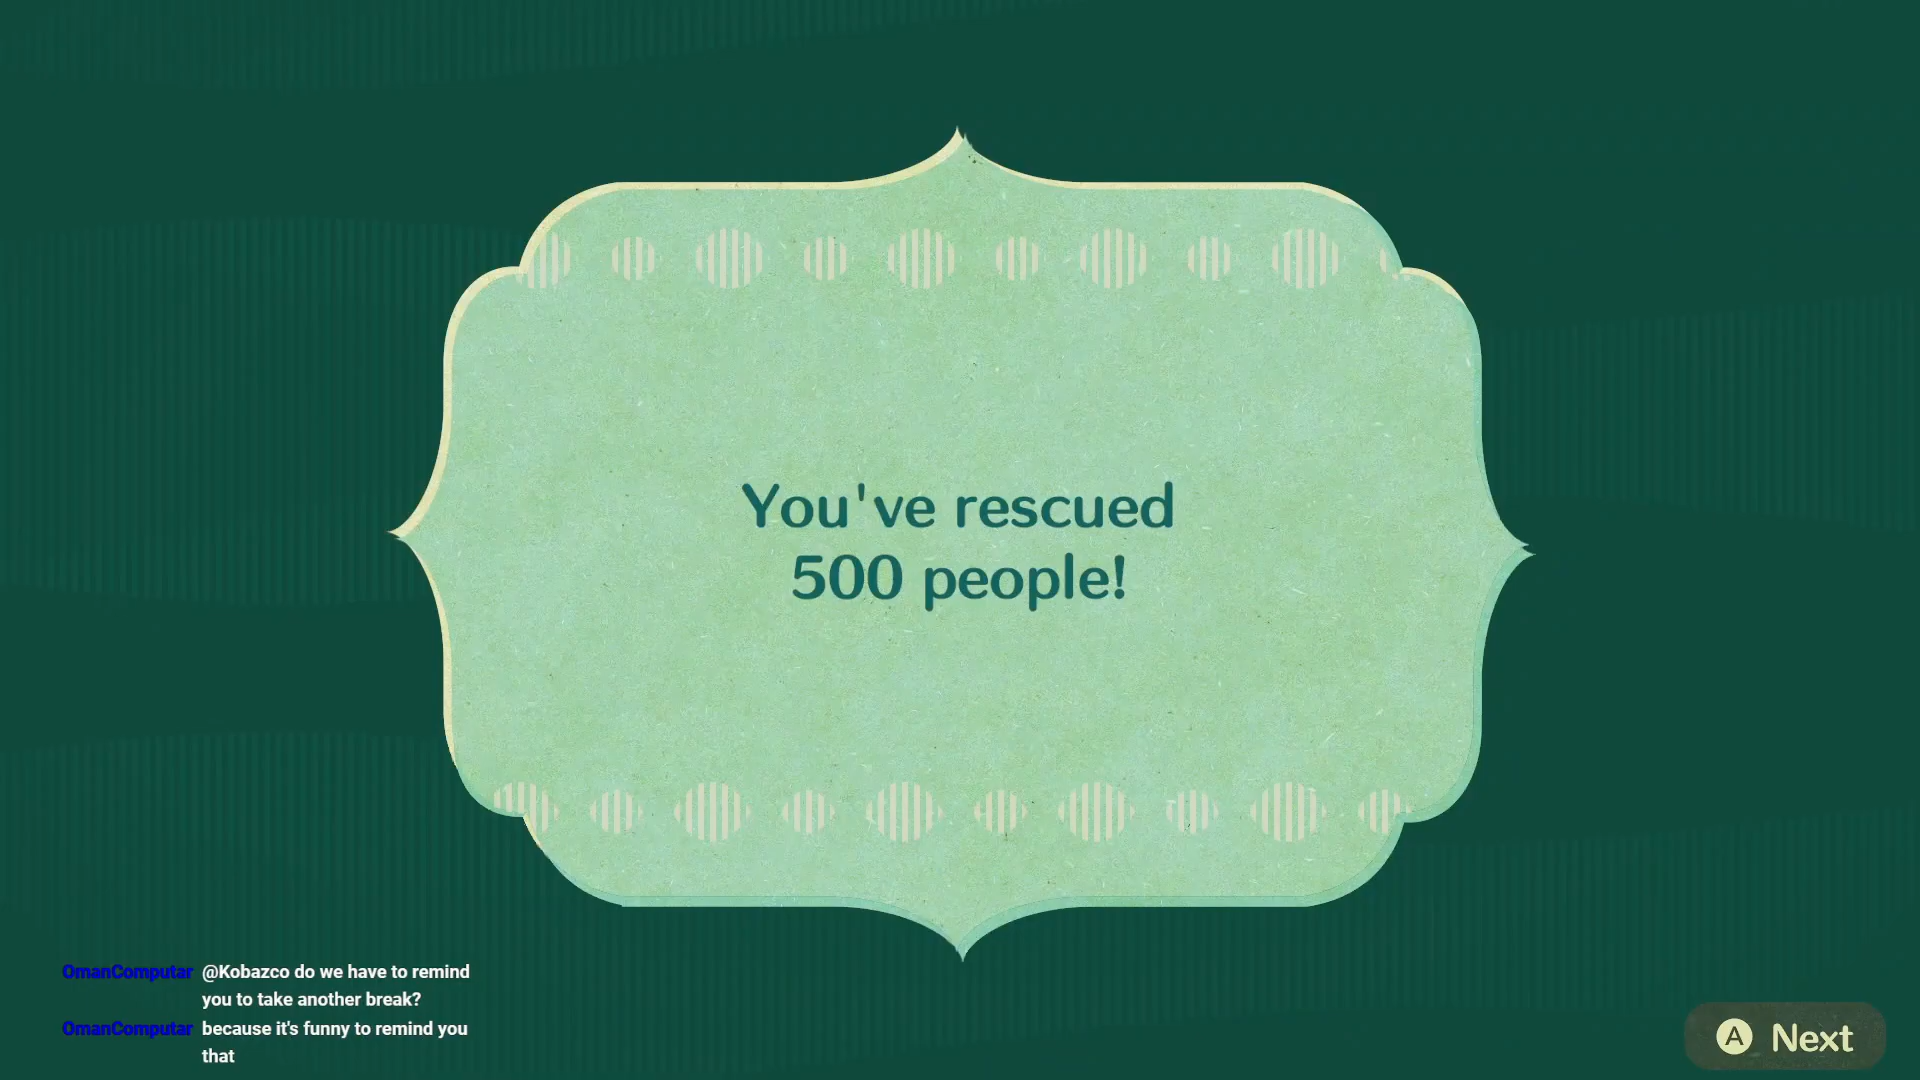 You've rescued
500 people!
OmanComputar @Kobazco do we have to remind
you to take another break?
OmanComputar because it's funny to remind you
that
A Next